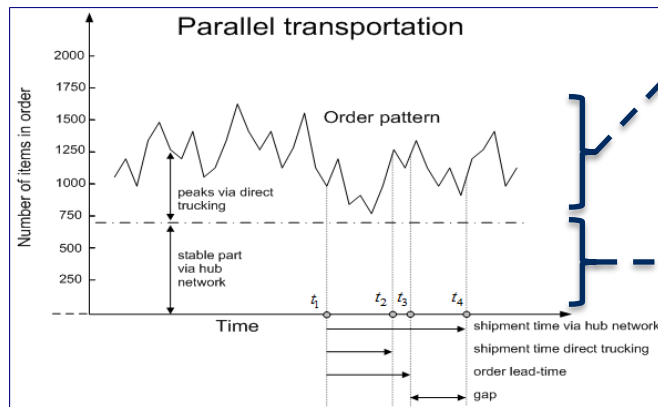 Parallel transportation
Number of items in order
2000
1750
1500
1250
1000
750
500
250
Order pattern
peaks via direct
trucking
stable part
via hub
network
t1 t2 t3 t4
Time
shipment time via hub network
shipment time direct trucking
order lead-time
gap